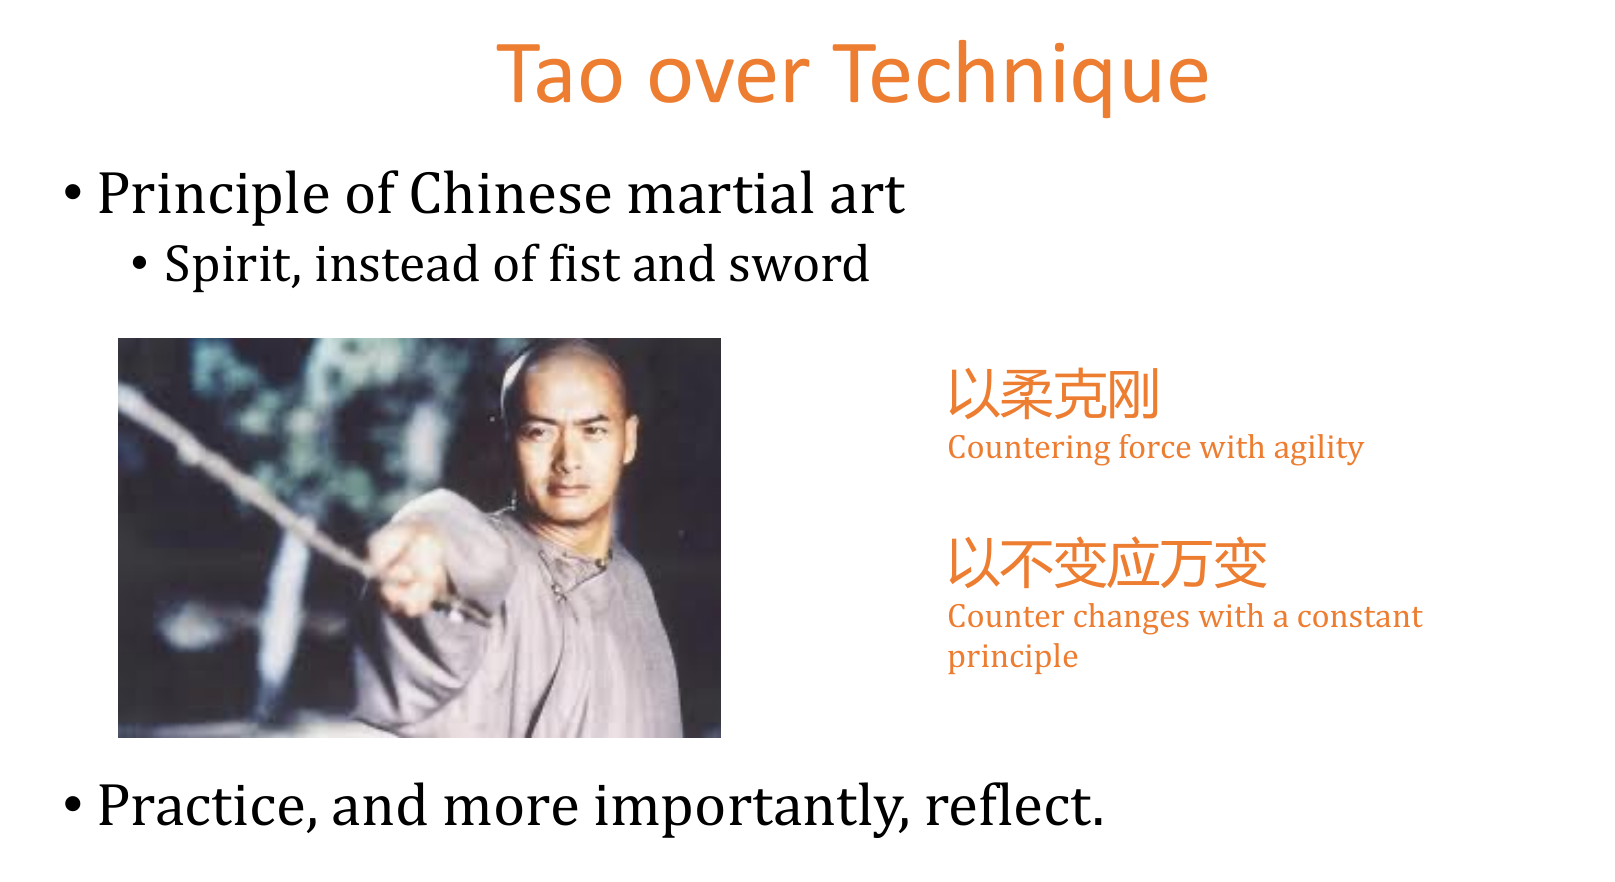 Tao over Technique
• Principle of Chinese martial art
• Spirit, instead of fist and sword
以柔克刚
Countering force with agility
以不变应万变
Counter changes with a constant
principle
• Practice, and more importantly, reflect.